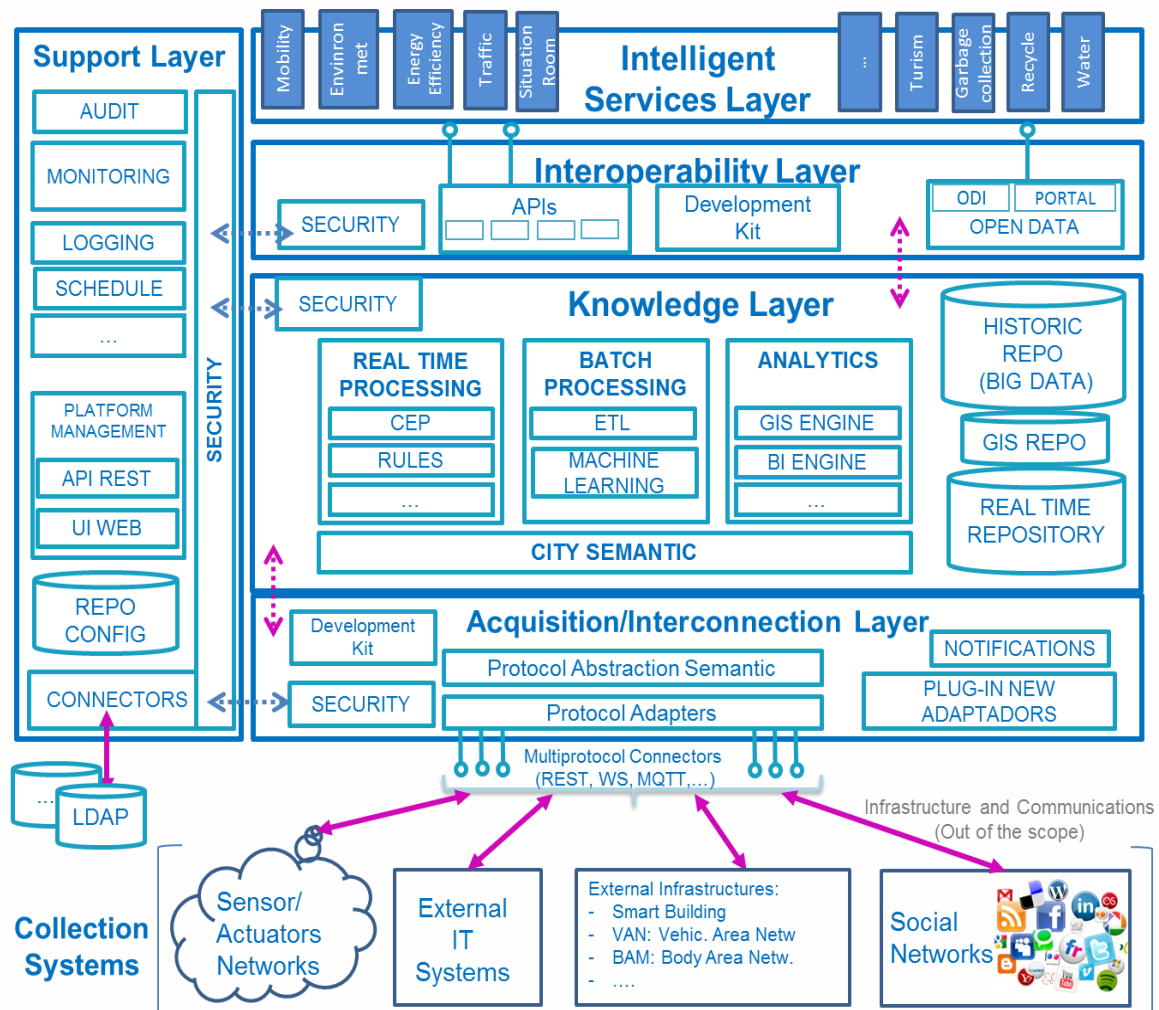 Support Layer
AUDIT
MONITORING
LOGGING
SCHEDULE
...
PLATFORM
MANAGEMENT
API REST
UI WEB
REPO
CONFIG
CONNECTORS
SECURITY
...
LDAP
Mobility
Environ
met
Energy
Efficiency
Traffic
Situation
Room
Intelligent
Services Layer
...
Turism
Garbage
collection
Recycle
Water
Interoperability Layer
SECURITY
APIs
Development
Kit
ODI
PORTAL
OPEN DATA
SECURITY
Knowledge Layer
REAL TIME
PROCESSING
CEP
RULES
...
BATCH
PROCESSING
ETL
MACHINE
LEARNING
ANALYTICS
GIS ENGINE
BI ENGINE
...
HISTORIC
REPO
(BIG DATA)
GIS REPO
REAL TIME
REPOSITORY
CITY SEMANTIC
Acquisition/Interconnection Layer
Development
Kit
SECURITY
Protocol Abstraction Semantic
Protocol Adapters
NOTIFICATIONS
PLUG-IN NEW
ADAPTADORS
Multiprotocol Connectors
(REST, WS, MQTT,...)
Infrastructure and Communications
(Out of the scope)
Collection
Systems
Sensor/
Actuators
Networks
External
IT
Systems
External Infrastructures:
- Smart Building
- VAN: Vehic. Area Netw
- BAM: Body Area Netw.
- ....
Social
Networks